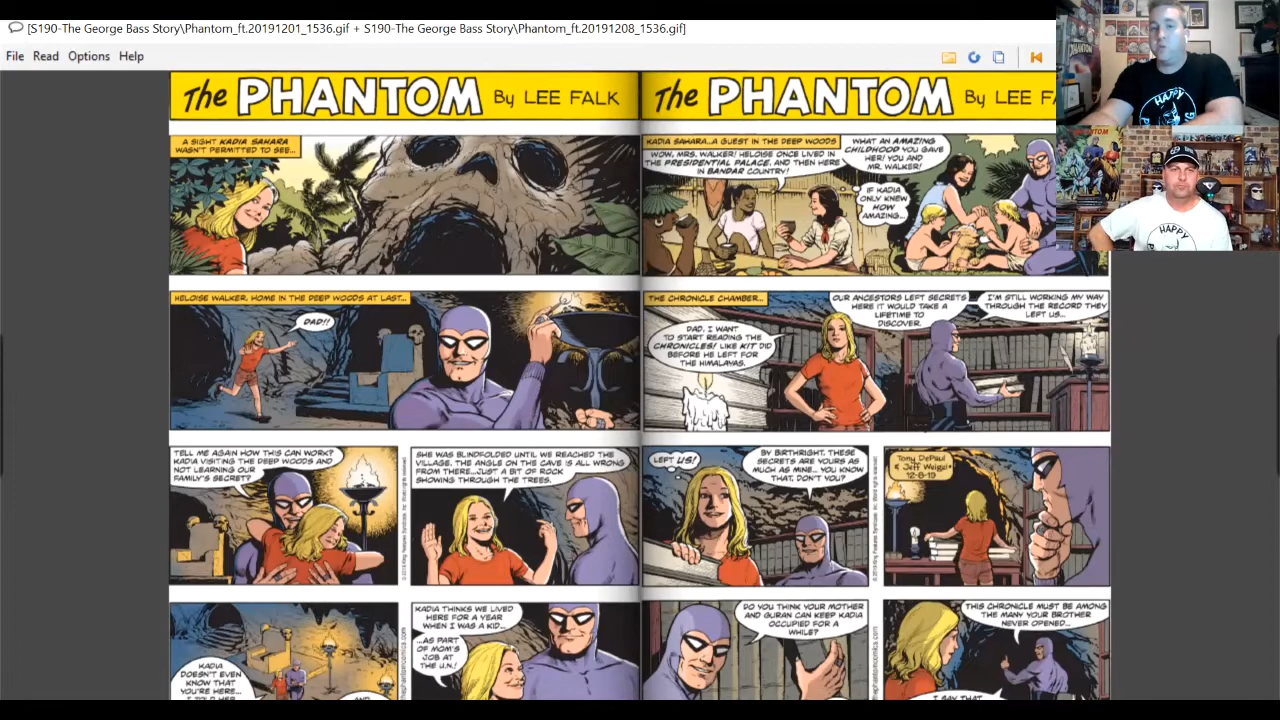 [S190-The George Bass Story\Phantom_ft.20191201_1536.gif + S190-The George Bass Story\Phantom_ft.20191208_1536.gif]
File Read Options Help
The PHANTOM By LEE FALK
A SIGHT KADIA SAHARA
WASN'T PERMITTED TO SEE...
HELOISE WALKER, HOME IN THE DEEP WOODS AT LAST...
DAD!!
TELL ME AGAIN HOW THIS CAN WORK?
KADIA VISITING THE DEEP WOODS AND
NOT LEARNING OUR
FAMILY'S SECRET?
SHE WAS BLINDFOLDED UNTIL WE REACHED THE
VILLAGE. THE ANGLE ON THE CAVE IS ALL WRONG
FROM THERE...JUST A BIT OF ROCK
SHOWING THROUGH THE TREES.
KADIA
DOESN'T EVEN
KNOW THAT
YOU'RE HERE...
I TOLD HER
KADIA THINKS WE LIVED
HERE FOR A YEAR
WHEN I WAS A KID...
...AS PART
OF MOM'S
JOB AT
THE U.N.!
The PHANTOM By LEE FA
KADIA SAHARA...A GUEST IN THE DEEP WOODS
WOW, MRS. WALKER! HELOISE ONCE LIVED IN
THE PRESIDENTIAL PALACE, AND THEN HERE
IN BANDAR COUNTRY!
WHAT AN AMAZING
CHILDHOOD YOU GAVE
HER! YOU AND
MR. WALKER!
IF KADIA
ONLY KNEW
HOW
AMAZING...
THE CHRONICLE CHAMBER...
DAD, I WANT
TO START READING THE
CHRONICLES! LIKE KIT DID
BEFORE HE LEFT FOR
THE HIMALAYAS.
OUR ANCESTORS LEFT SECRETS
HERE IT WOULD TAKE A
LIFETIME TO
DISCOVER.
I'M STILL WORKING MY WAY
THROUGH THE RECORD THEY
LEFT US...
LEFT US!
BY BIRTHRIGHT, THESE
SECRETS ARE YOURS AS
MUCH AS MINE... YOU KNOW
THAT, DON'T YOU?
TONY DEPAUL
& JEFF WEIGEL
12-8-19
DO YOU THINK YOUR MOTHER
AND GURAN CAN KEEP KADIA
OCCUPIED FOR A
WHILE?
THIS CHRONICLE MUST BE AMONG
THE MANY YOUR BROTHER
NEVER OPENED...
I SAY THAT
HAPPY
HAPPY